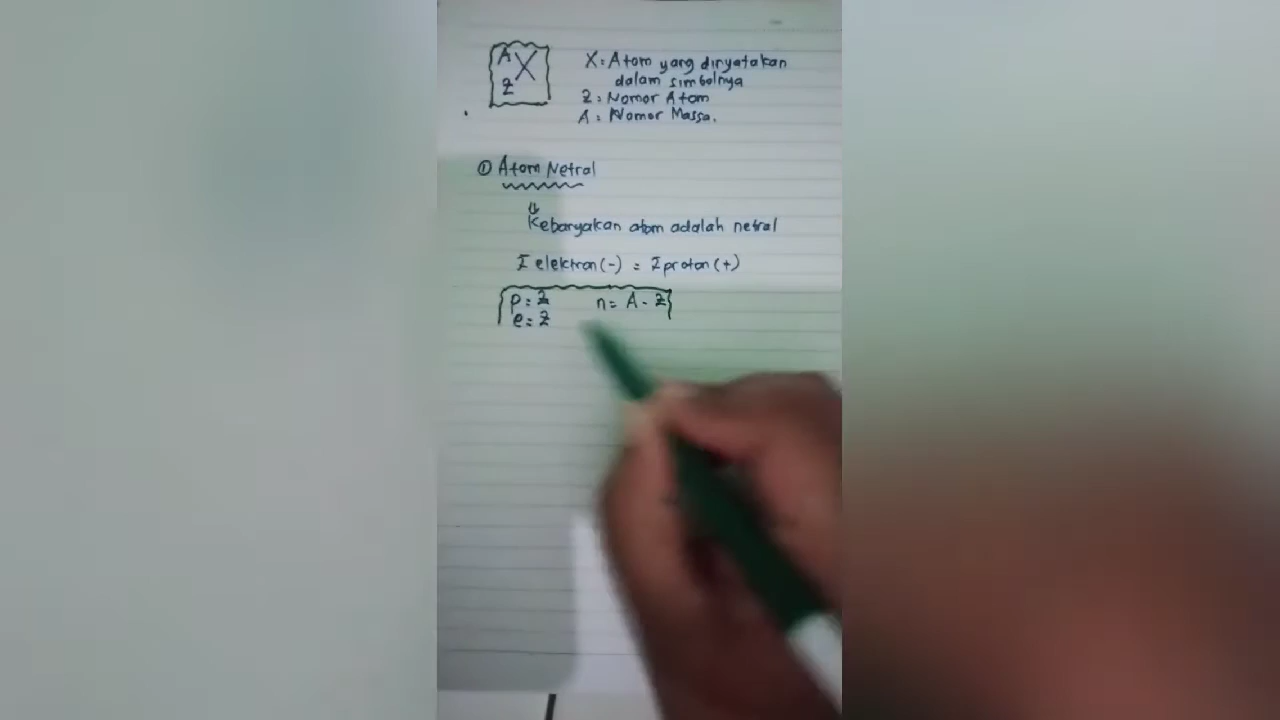 A X
Z
X : Atom yang dinyatakan
dalam simbolnya
Z : Nomor Atom
A : Nomor Massa.
① Atom Netral
⇓
Kebanyakan atom adalah netral
Σ elektron (-) = Σ proton (+)
p = Z n = A - Z
e = Z